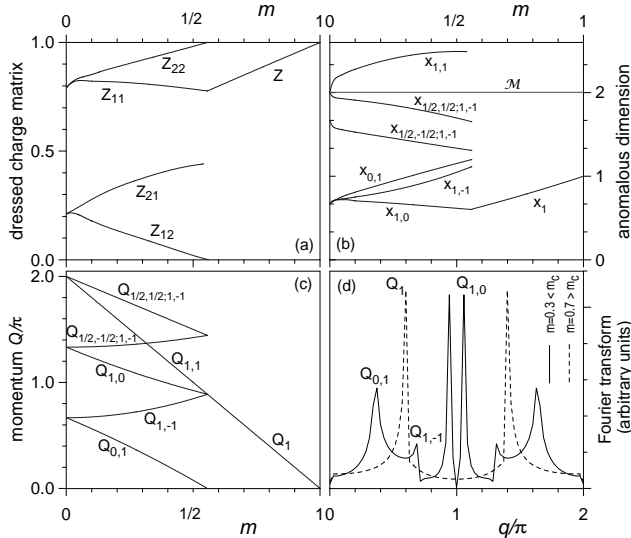 0 1/2 m 10 m 1/2 1
dressed charge matrix
1.0
0.5
0.0
Z22
Z11
Z
Z21
Z12
(a)
x1,1
ℳ
x1/2,1/2;1,-1
x1/2,-1/2;1,-1
x0,1
x1,-1
x1,0
x1
(b)
2
1
0
anomalous dimension
momentum Q/π
2.0
1.0
0.0
Q1/2,1/2;1,-1
(c)
Q1/2,-1/2;1,-1
Q1,1
Q1,0
Q1,-1
Q0,1
Q1
(d)
Q1
Q1,0
Q0,1
Q1,-1
m=0.3 < mc
m=0.7 > mc
Fourier transform
(arbitrary units)
0 1/2 m 10 1 q/π 2